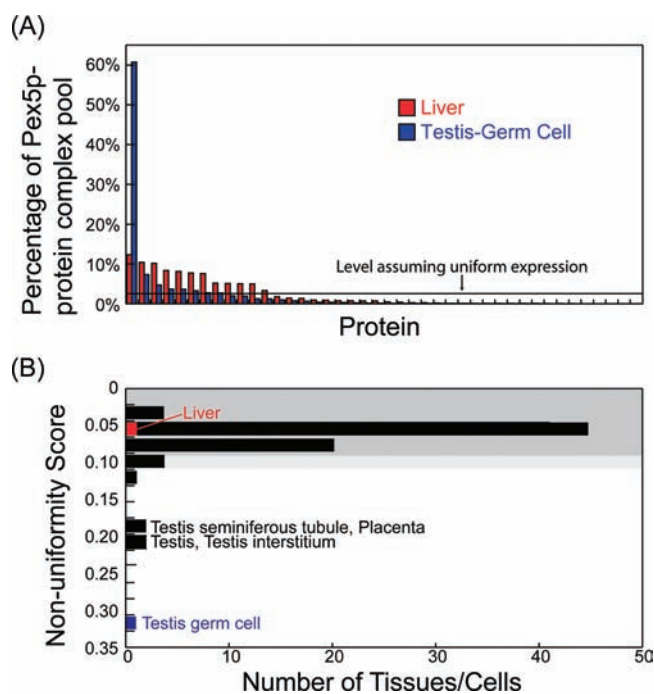 (A)
Percentage of Pex5p-
protein complex pool
60%
50%
40%
30%
20%
10%
0%
Liver
Testis-Germ Cell
Level assuming uniform expression
Protein
(B)
Non-uniformity Score
0
0.05
0.10
0.15
0.20
0.25
0.30
0.35
Liver
Testis seminiferous tubule, Placenta
Testis, Testis interstitium
Testis germ cell
0
10
20
30
40
50
Number of Tissues/Cells